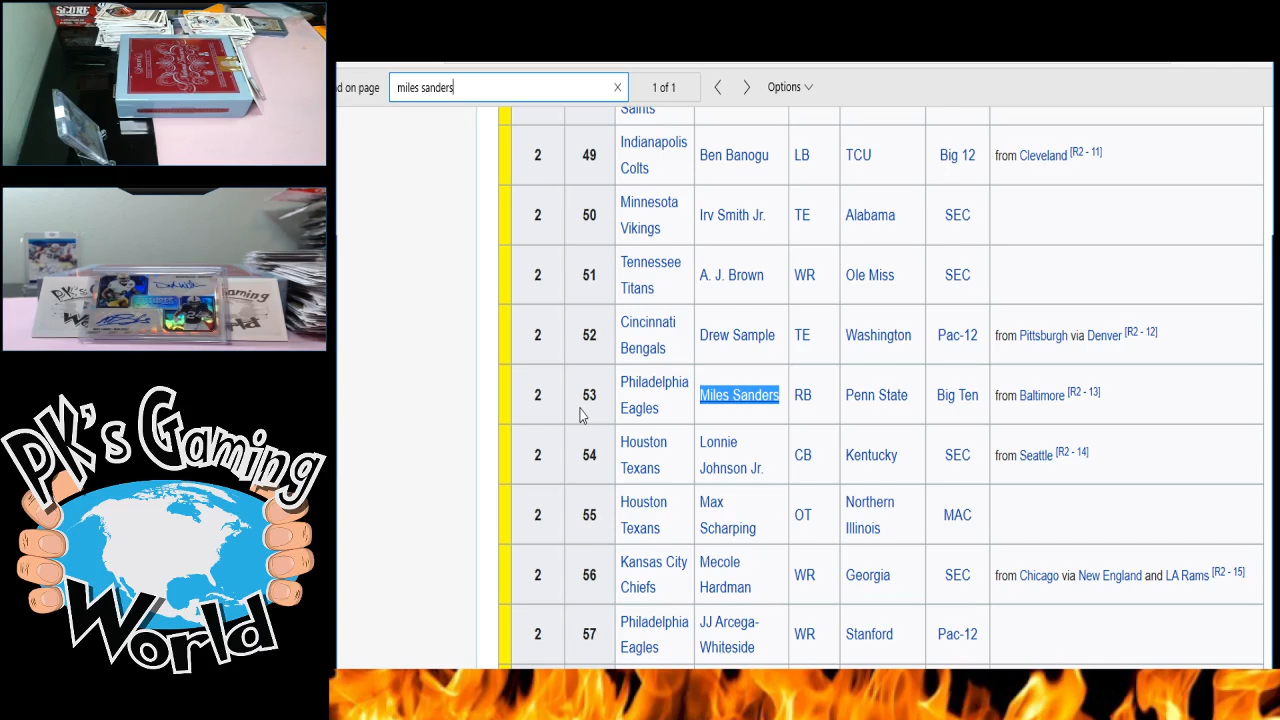 SCORE
PK's Gaming
World
d on page
miles sanders
X
1 of 1
Options
Saints
2 49 Indianapolis Colts Ben Banogu LB TCU Big 12 from Cleveland [R2 - 11]
2 50 Minnesota Vikings Irv Smith Jr. TE Alabama SEC
2 51 Tennessee Titans A. J. Brown WR Ole Miss SEC
2 52 Cincinnati Bengals Drew Sample TE Washington Pac-12 from Pittsburgh via Denver [R2 - 12]
2 53 Philadelphia Eagles Miles Sanders RB Penn State Big Ten from Baltimore [R2 - 13]
2 54 Houston Texans Lonnie Johnson Jr. CB Kentucky SEC from Seattle [R2 - 14]
2 55 Houston Texans Max Scharping OT Northern Illinois MAC
2 56 Kansas City Chiefs Mecole Hardman WR Georgia SEC from Chicago via New England and LA Rams [R2 - 15]
2 57 Philadelphia Eagles JJ Arcega-Whiteside WR Stanford Pac-12